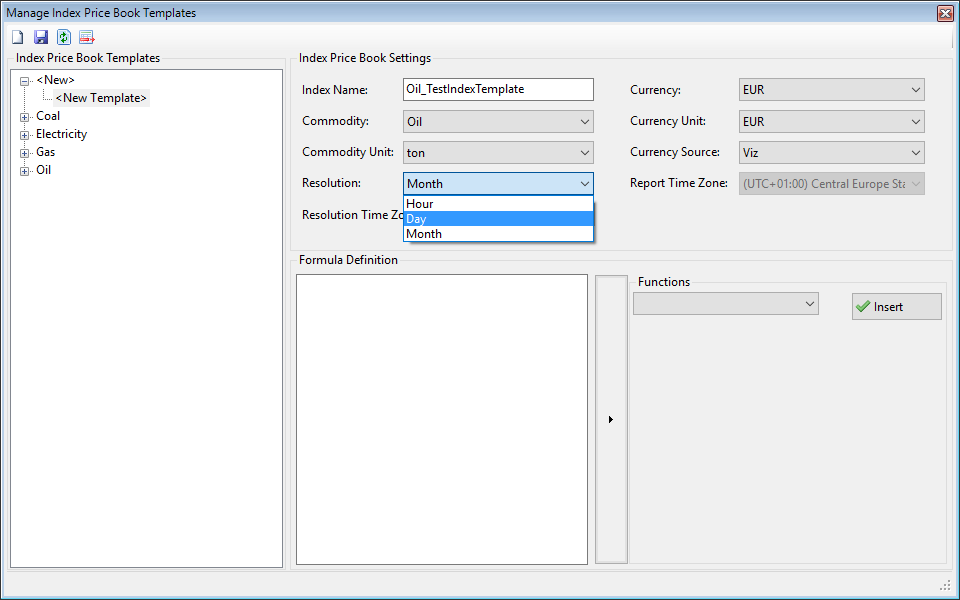 Manage Index Price Book Templates
Index Price Book Templates
<New>
<New Template>
Coal
Electricity
Gas
Oil
Index Price Book Settings
Index Name: Oil_TestIndexTemplate
Currency: EUR
Commodity: Oil
Currency Unit: EUR
Commodity Unit: ton
Currency Source: Viz
Resolution: Month
Report Time Zone: (UTC+01:00) Central Europe Sta
Hour
Day
Month
Resolution Time Zo
Formula Definition
Functions
Insert